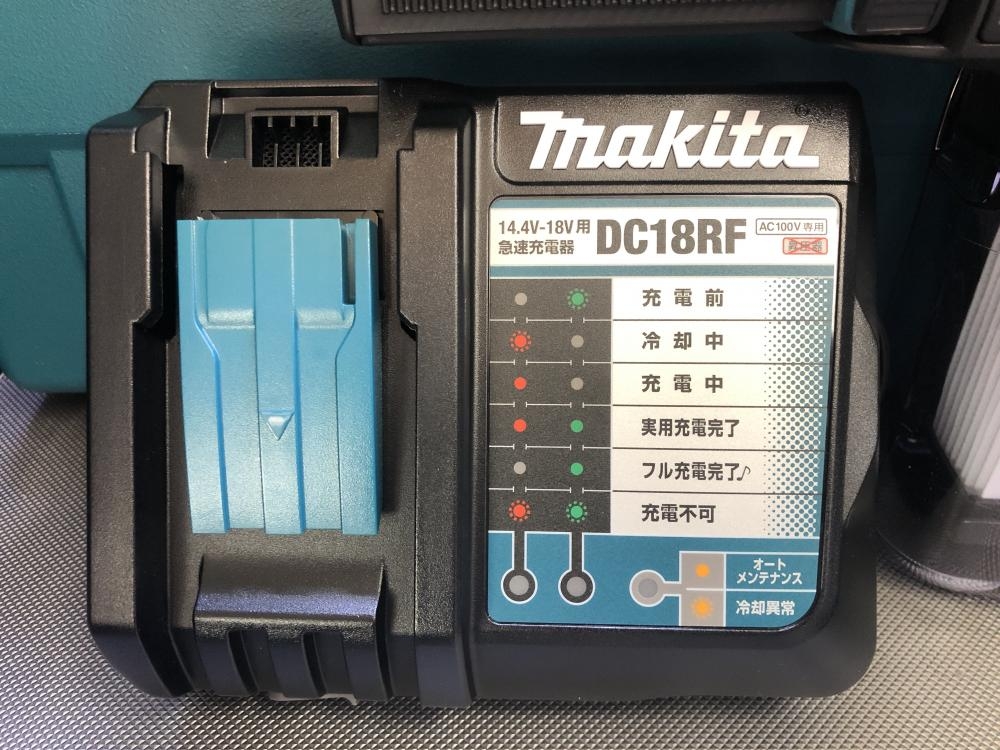 makita
14.4V-18V用
急速充電器
DC18RF
AC100V専用
昇圧器
充電前
冷却中
充電中
実用充電完了
フル充電完了♪
充電不可
オート
メンテナンス
冷却異常